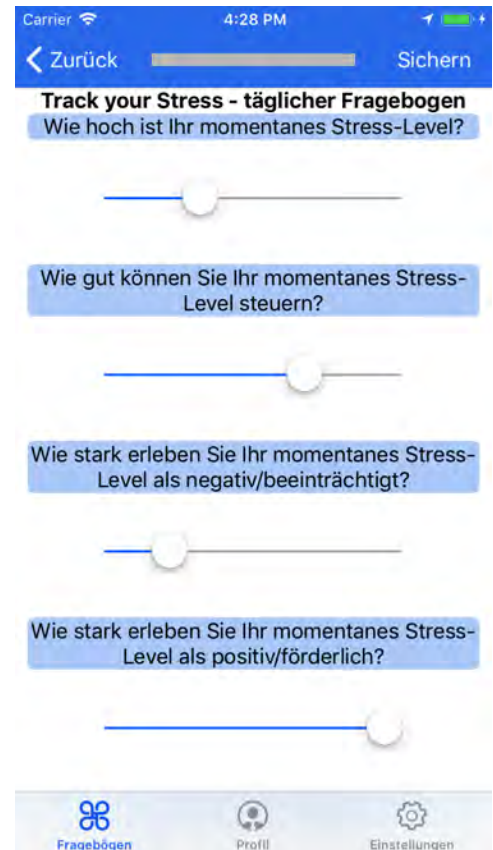 Carrier 4:28 PM
Zurück Sichern
Track your Stress - täglicher Fragebogen
Wie hoch ist Ihr momentanes Stress-Level?
Wie gut können Sie Ihr momentanes Stress-
Level steuern?
Wie stark erleben Sie Ihr momentanes Stress-
Level als negativ/beeinträchtigt?
Wie stark erleben Sie Ihr momentanes Stress-
Level als positiv/förderlich?
Fragebögen Profil Einstellungen